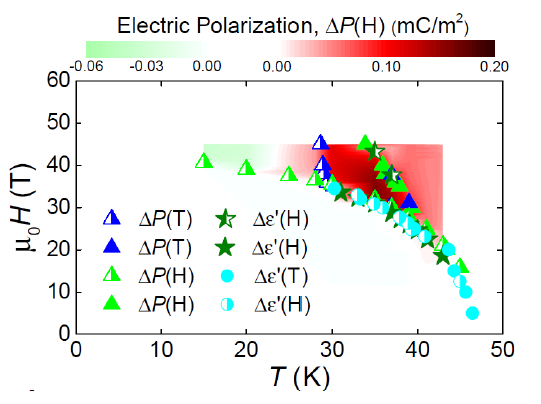 Electric Polarization, ΔP(H) (mC/m²)
-0.06 -0.03 0.00 0.00 0.10 0.20
60
50
40
30
20
10
0
μ₀H (T)
ΔP(T) Δε'(H)
ΔP(T) Δε'(H)
ΔP(H) Δε'(T)
ΔP(H) Δε'(H)
0 10 20 30 40 50
T (K)